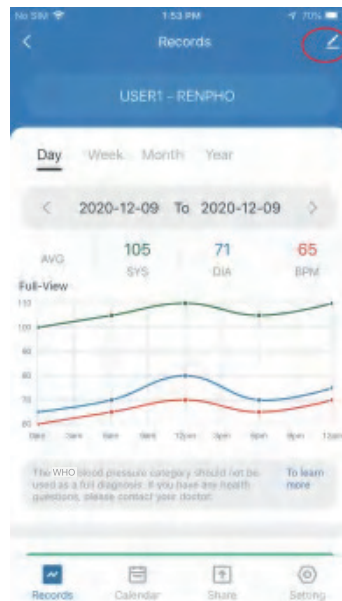 No SIM 1:53 PM 70%
Records
USER1 - RENPHO
Day Week Month Year
2020-12-09 To 2020-12-09
AVG 105 71 65
SYS DIA BPM
Full-View
110
100
90
80
70
60
0am 3am 6am 9am 12pm 3pm 6pm 9pm 12am
The WHO blood pressure category should not be used as a full diagnosis. If you have any health questions, please contact your doctor.
To learn more
Records Calendar Share Setting